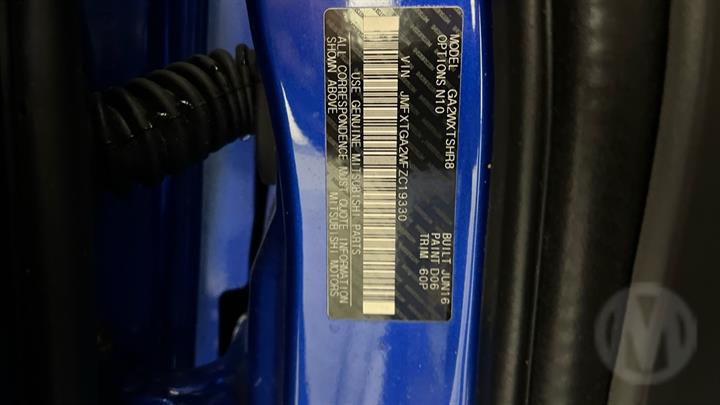 MODEL GA2WXTSHR8
OPTIONS N10
VIN JMFXTGA2WFZC19330
BUILT JUN16
PAINT D06
TRIM 60P
USE GENUINE MITSUBISHI PARTS
ALL CORRESPONDENCE MUST QUOTE INFORMATION
SHOWN ABOVE MITSUBISHI MOTORS
M